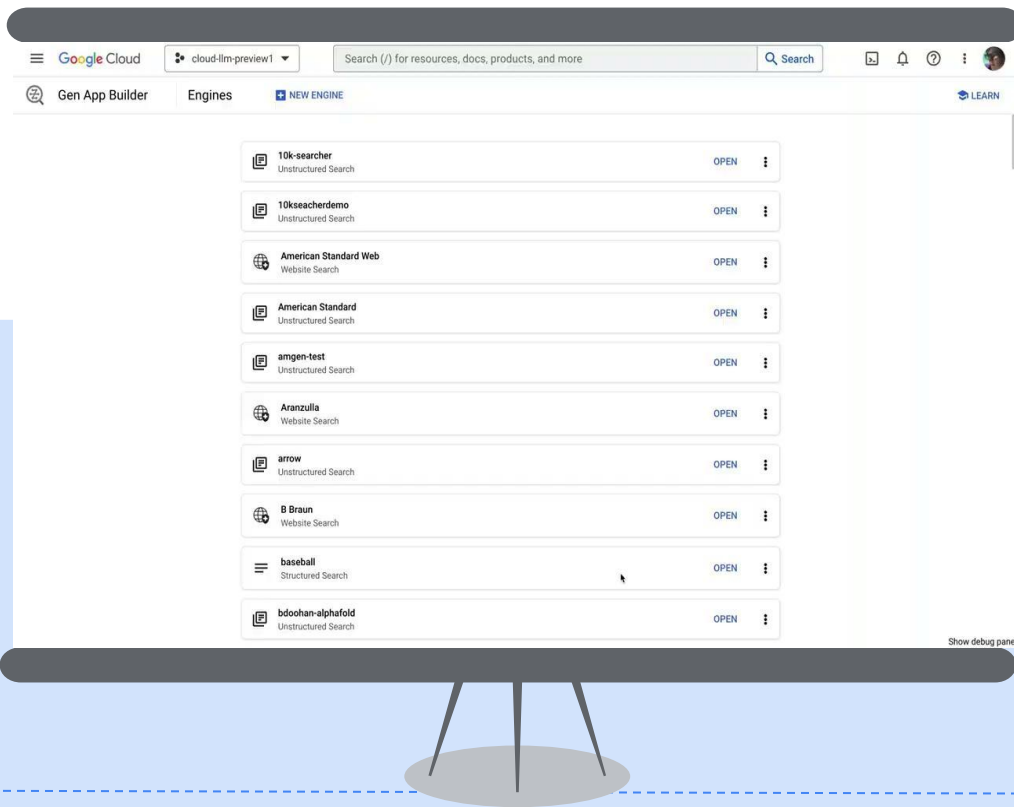 Google Cloud
cloud-llm-preview1
Search (/) for resources, docs, products, and more
Search
Gen App Builder
Engines
NEW ENGINE
LEARN
10k-searcher
Unstructured Search
OPEN
10kseacherdemo
Unstructured Search
OPEN
American Standard Web
Website Search
OPEN
American Standard
Unstructured Search
OPEN
amgen-test
Unstructured Search
OPEN
Aranzulla
Website Search
OPEN
arrow
Unstructured Search
OPEN
B Braun
Website Search
OPEN
baseball
Structured Search
OPEN
bdoohan-alphafold
Unstructured Search
OPEN
Show debug pane